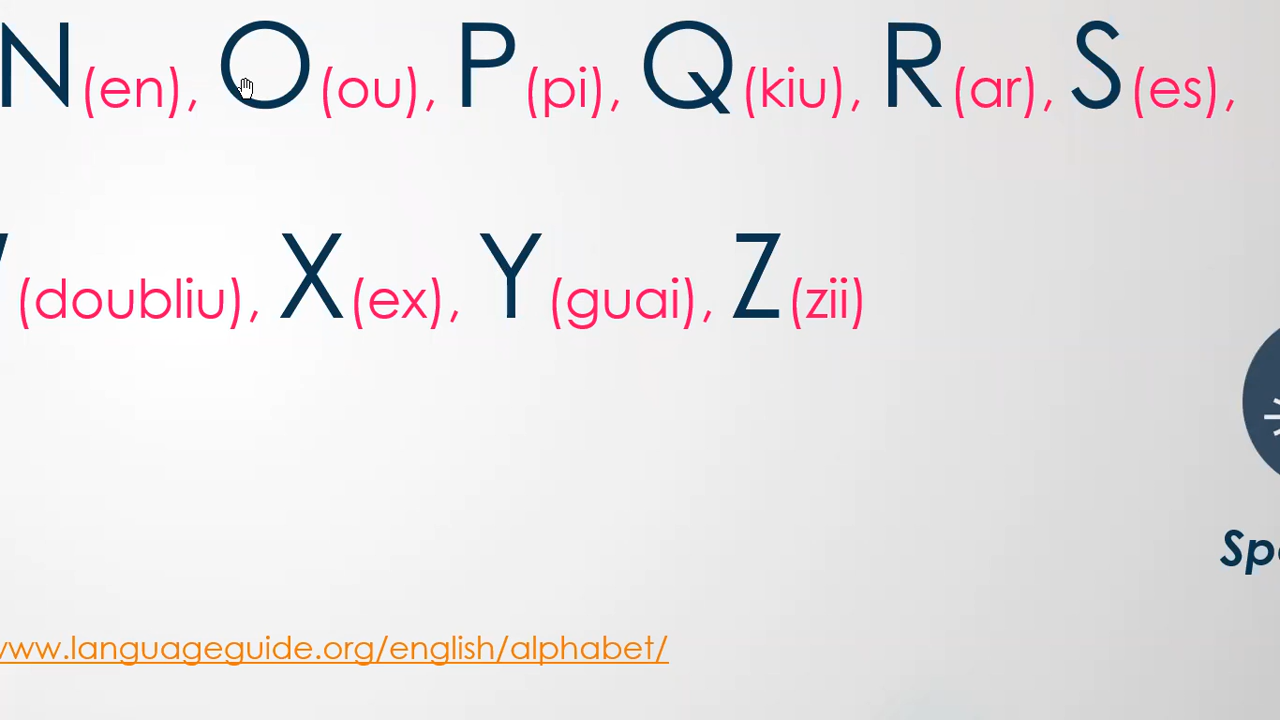 N(en), O(ou), P(pi), Q(kiu), R(ar), S(es),
(doubliu), X(ex), Y(guai), Z(zii)
www.languageguide.org/english/alphabet/